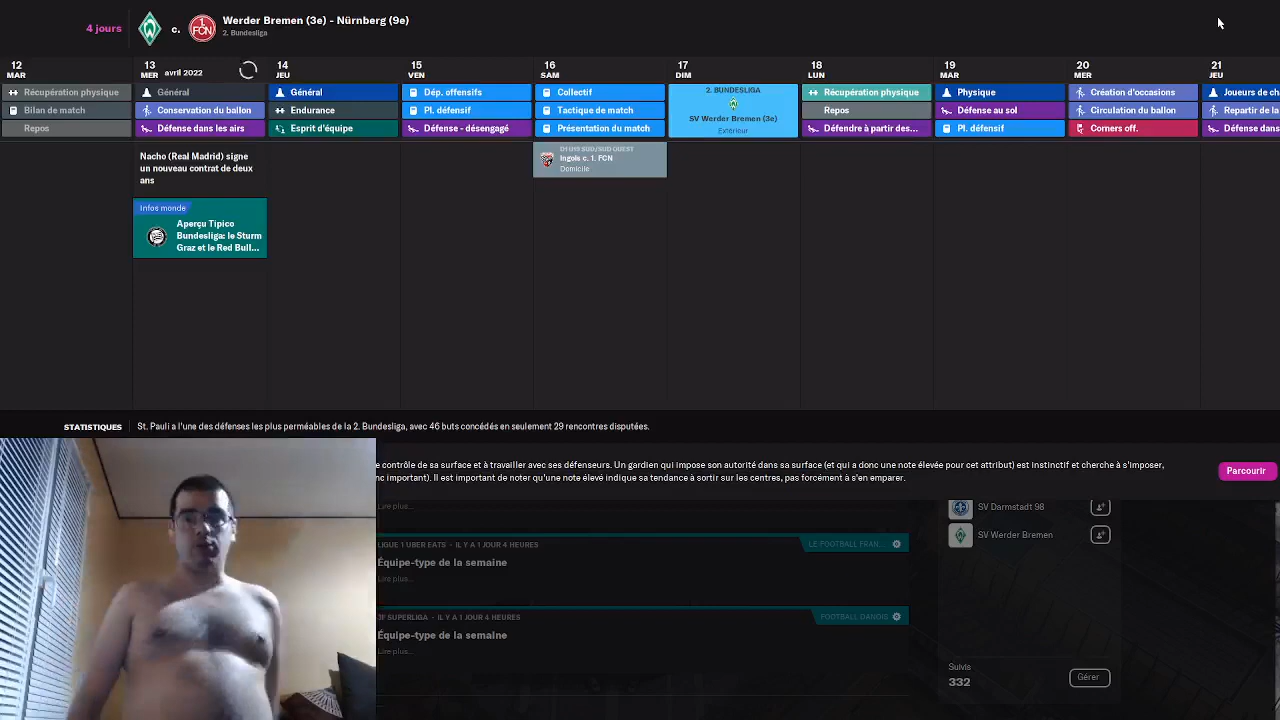 4 jours
c.
Werder Bremen (3e) - Nürnberg (9e)
2. Bundesliga
12
MAR
13
MER avril 2022
14
JEU
15
VEN
16
SAM
17
DIM
18
LUN
19
MAR
20
MER
21
JEU
Récupération physique
Bilan de match
Repos
Général
Conservation du ballon
Défense dans les airs
Général
Endurance
Esprit d'équipe
Dép. offensifs
Pl. défensif
Défense - désengagé
Collectif
Tactique de match
Présentation du match
2. BUNDESLIGA
SV Werder Bremen (3e)
Extérieur
Récupération physique
Repos
Défendre à partir des...
Physique
Défense au sol
Pl. défensif
Création d'occasions
Circulation du ballon
Corners off.
Joueurs de ch
Repartir de la
Défense dans
Nacho (Real Madrid) signe
un nouveau contrat de deux
ans
Infos monde
Aperçu Tipico
Bundesliga: le Sturm
Graz et le Red Bull...
D1 U19 SUD/SUD OUEST
Ingols c. 1. FCN
Domicile
STATISTIQUES
St. Pauli a l'une des défenses les plus perméables de la 2. Bundesliga, avec 46 buts concédés en seulement 29 rencontres disputées.
e contrôle de sa surface et à travailler avec ses défenseurs. Un gardien qui impose son autorité dans sa surface (et qui a donc une note élevée pour cet attribut) est instinctif et cherche à s'imposer,
nc important). Il est important de noter qu'une note élevé indique sa tendance à sortir sur les centres, pas forcément à s'en emparer.
Parcourir
Lire plus...
LIGUE 1 UBER EATS - IL Y A 1 JOUR 4 HEURES
LE FOOTBALL FRAN...
Équipe-type de la semaine
Lire plus...
3F SUPERLIGA - IL Y A 1 JOUR 4 HEURES
FOOTBALL DANOIS
Équipe-type de la semaine
Lire plus...
SV Darmstadt 98
SV Werder Bremen
Suivis
332
Gérer